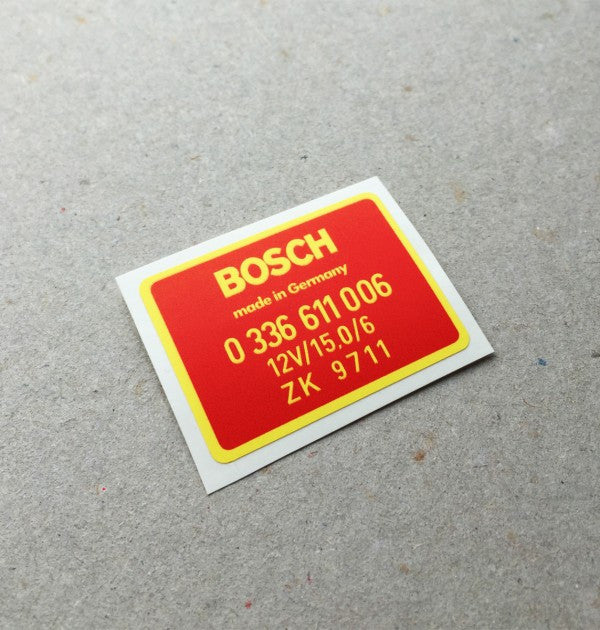 BOSCH
made in Germany
0 336 611 006
12V/15,0/6
ZK 9711